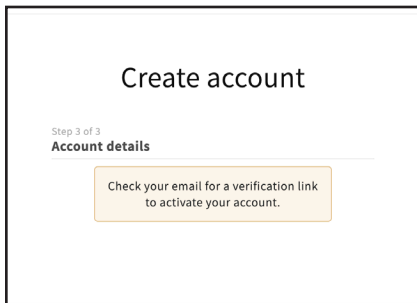 Create account
Step 3 of 3
Account details
Check your email for a verification link
to activate your account.